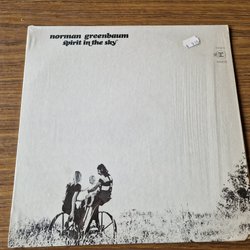 norman greenbaum
spirit in the sky